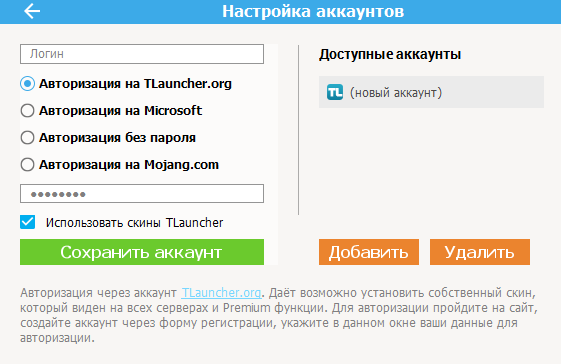 Настройка аккаунтов
Логин
Авторизация на TLauncher.org
Авторизация на Microsoft
Авторизация без пароля
Авторизация на Mojang.com
Использовать скины TLauncher
Сохранить аккаунт
Доступные аккаунты
TL (новый аккаунт)
Добавить Удалить
Авторизация через аккаунт TLauncher.org. Даёт возможно установить собственный скин,
который виден на всех серверах и Premium функции. Для авторизации пройдите на сайт,
создайте аккаунт через форму регистрации, укажите в данном окне ваши данные для
авторизации.